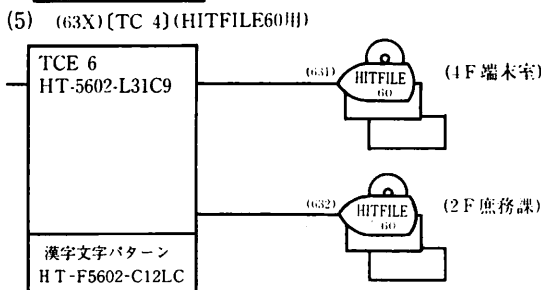 (5) (63X)〔TC 4〕(HITFILE60用)
TCE 6
HT-5602-L31C9
(631)
HITFILE
60
(4F端末室)
(632)
HITFILE
60
(2F庶務課)
漢字文字パターン
HT-F5602-C12LC